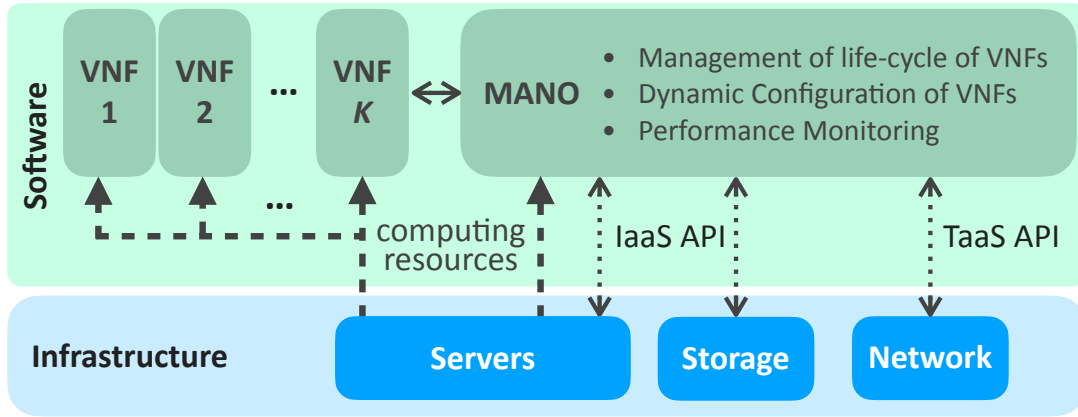 Software
VNF
1
VNF
2
...
VNF
K
MANO
• Management of life-cycle of VNFs
• Dynamic Configuration of VNFs
• Performance Monitoring
...
computing
resources
IaaS API
TaaS API
Infrastructure
Servers
Storage
Network